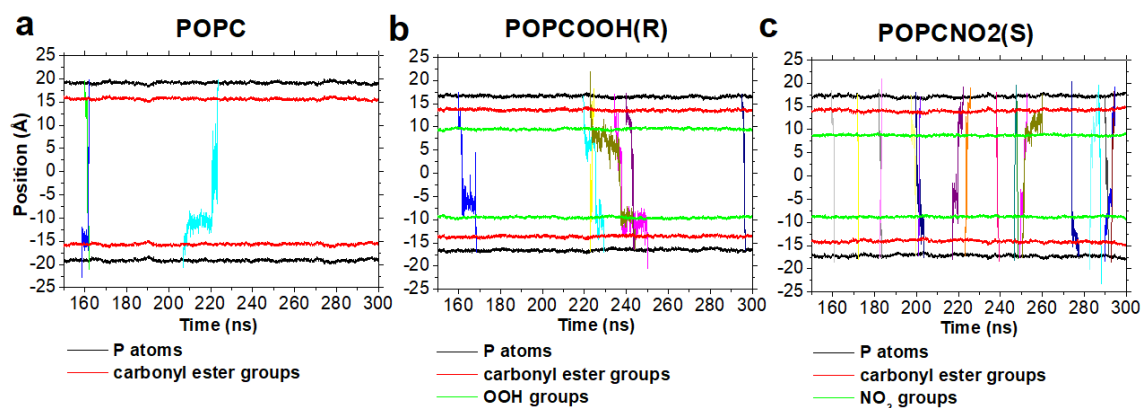 a POPC
25
20
15
10
5
0
-5
-10
-15
-20
-25
Position (Å)
160 180 200 220 240 260 280 300
Time (ns)
P atoms
carbonyl ester groups
b POPCOOH(R)
25
20
15
10
5
0
-5
-10
-15
-20
-25
160 180 200 220 240 260 280 300
Time (ns)
P atoms
carbonyl ester groups
OOH groups
c POPCNO2(S)
25
20
15
10
5
0
-5
-10
-15
-20
-25
160 180 200 220 240 260 280 300
Time (ns)
P atoms
carbonyl ester groups
NO₂ groups